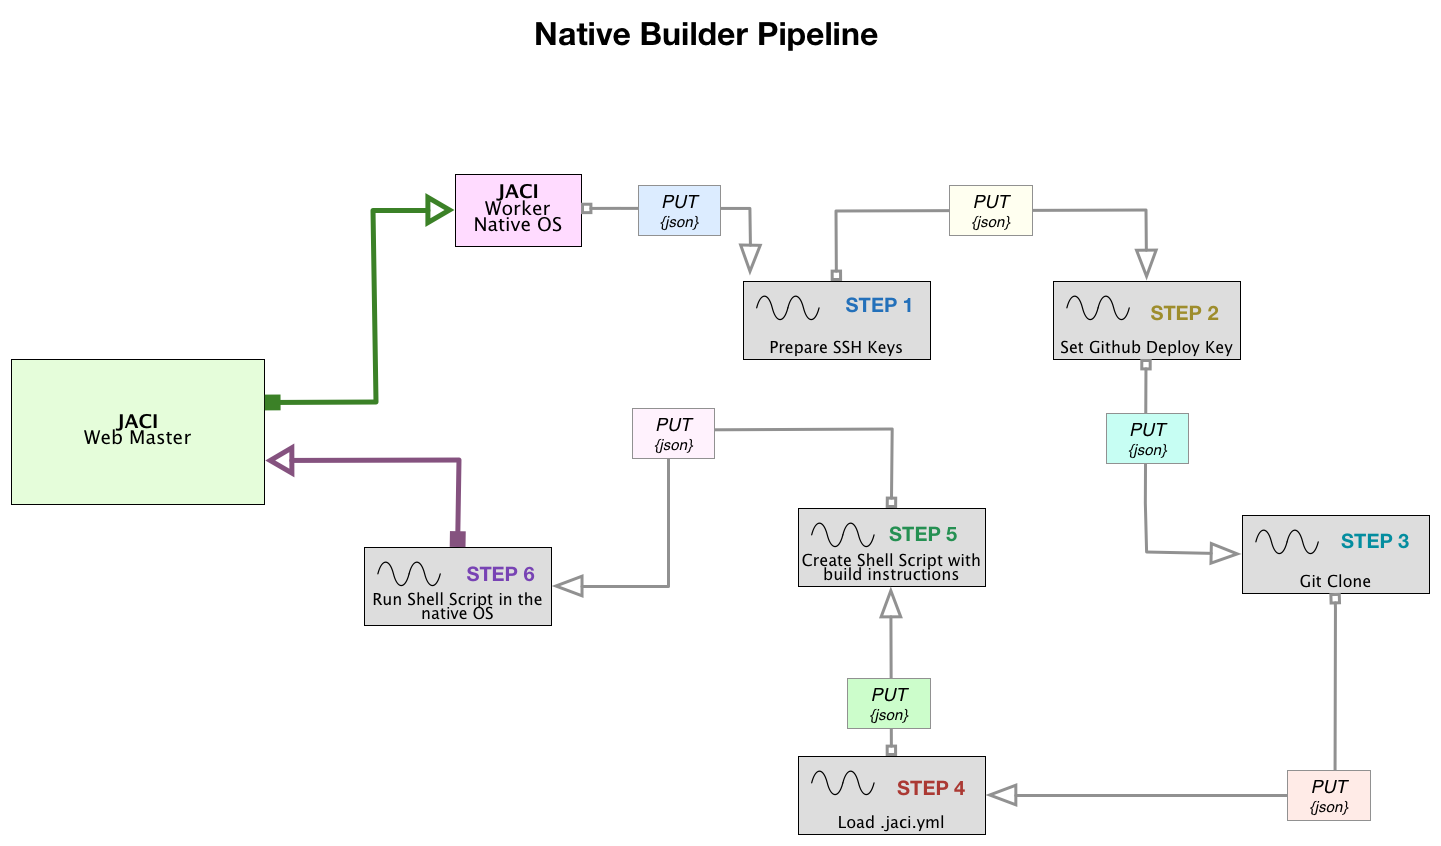 Native Builder Pipeline
JACI
Worker
Native OS
PUT
{json}
STEP 1
Prepare SSH Keys
PUT
{json}
STEP 2
Set Github Deploy Key
PUT
{json}
STEP 3
Git Clone
PUT
{json}
STEP 4
Load .jaci.yml
PUT
{json}
STEP 5
Create Shell Script with
build instructions
PUT
{json}
STEP 6
Run Shell Script in the
native OS
JACI
Web Master